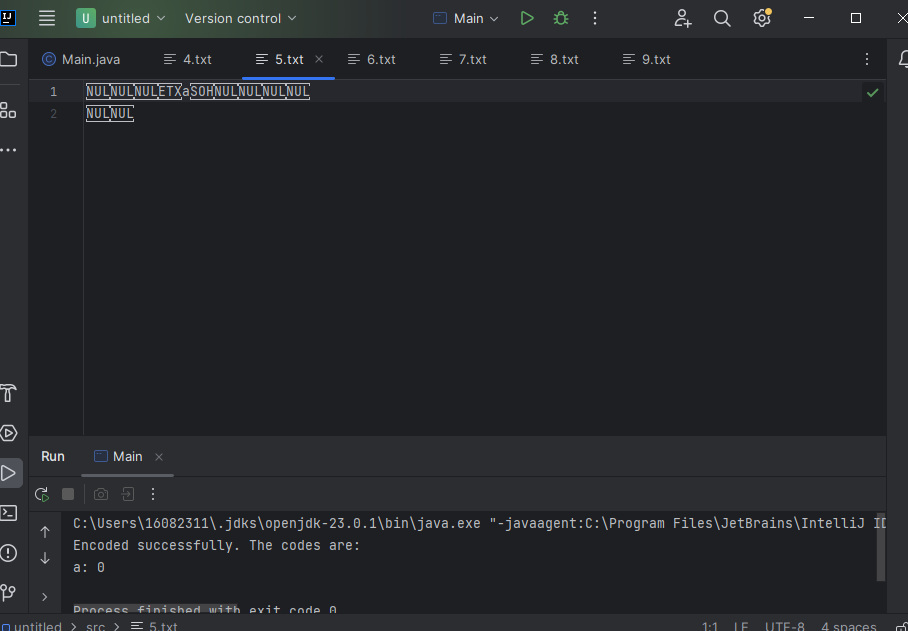 U untitled Version control Main
Main.java 4.txt 5.txt 6.txt 7.txt 8.txt 9.txt
1 NULNULNULETXaSOHNULNULNULNUL
2 NULNUL
Run Main
C:\Users\16082311\.jdks\openjdk-23.0.1\bin\java.exe "-javaagent:C:\Program Files\JetBrains\IntelliJ ID
Encoded successfully. The codes are:
a: 0
Process finished with exit code 0
untitled > src > 5.txt 1:1 LF UTF-8 4 spaces